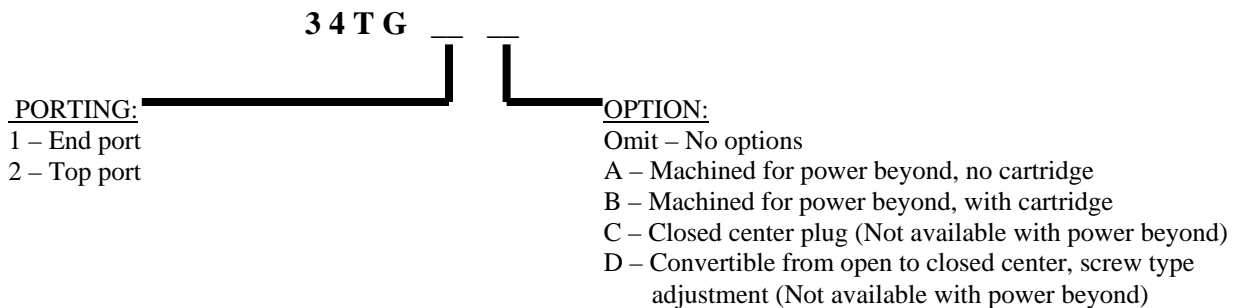 3 4 T G __ __
PORTING:
1 – End port
2 – Top port
OPTION:
Omit – No options
A – Machined for power beyond, no cartridge
B – Machined for power beyond, with cartridge
C – Closed center plug (Not available with power beyond)
D – Convertible from open to closed center, screw type
adjustment (Not available with power beyond)